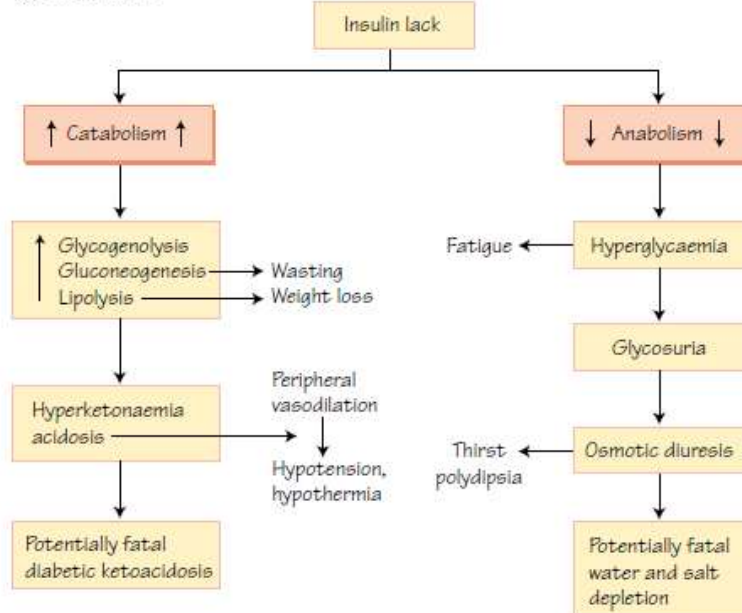 Insulin lack
↑ Catabolism ↑
↓ Anabolism ↓
↑ Glycogenolysis
Gluconeogenesis → Wasting
Lipolysis → Weight loss
Fatigue ← Hyperglycaemia
Glycosuria
Hyperketonaemia
acidosis
Peripheral
vasodilation
Hypotension,
hypothermia
Thirst
polydipsia
Osmotic diuresis
Potentially fatal
diabetic ketoacidosis
Potentially fatal
water and salt
depletion